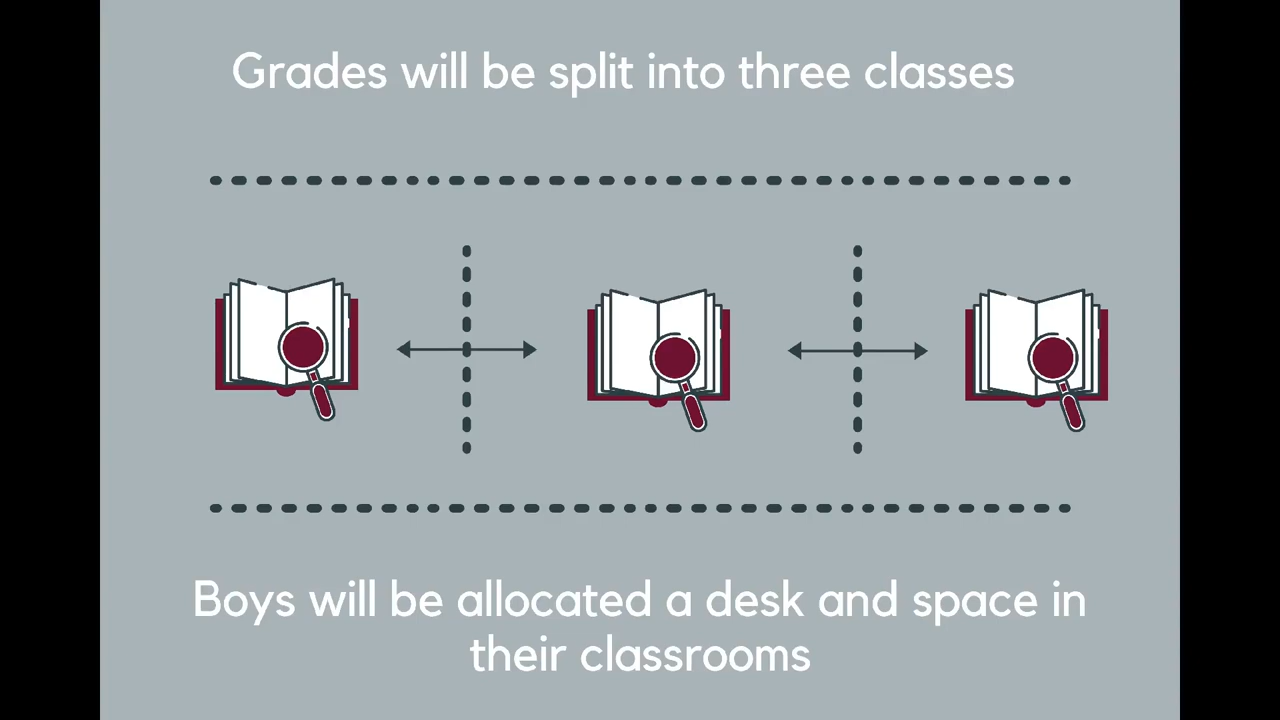 Grades will be split into three classes
Boys will be allocated a desk and space in
their classrooms